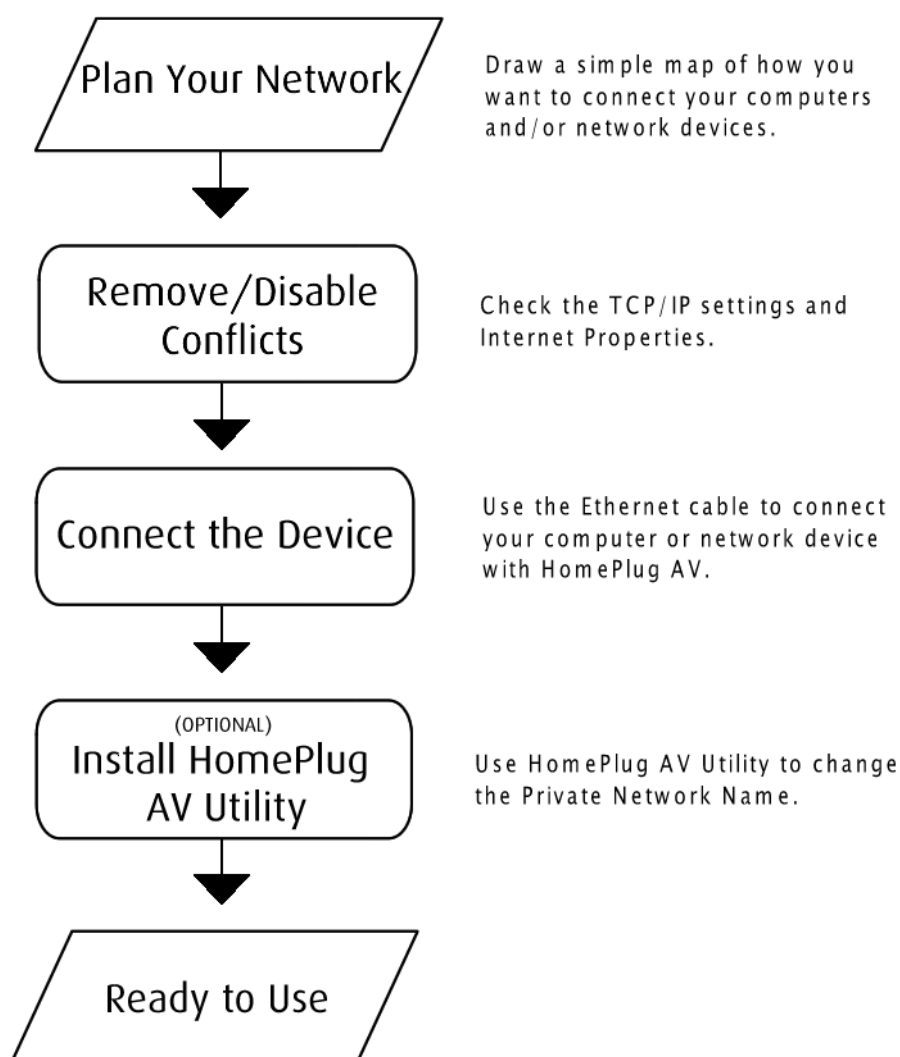 Plan Your Network
Draw a simple map of how you
want to connect your computers
and/or network devices.
Remove/Disable
Conflicts
Check the TCP/IP settings and
Internet Properties.
Connect the Device
Use the Ethernet cable to connect
your computer or network device
with HomePlug AV.
(OPTIONAL)
Install HomePlug
AV Utility
Use HomePlug AV Utility to change
the Private Network Name.
Ready to Use